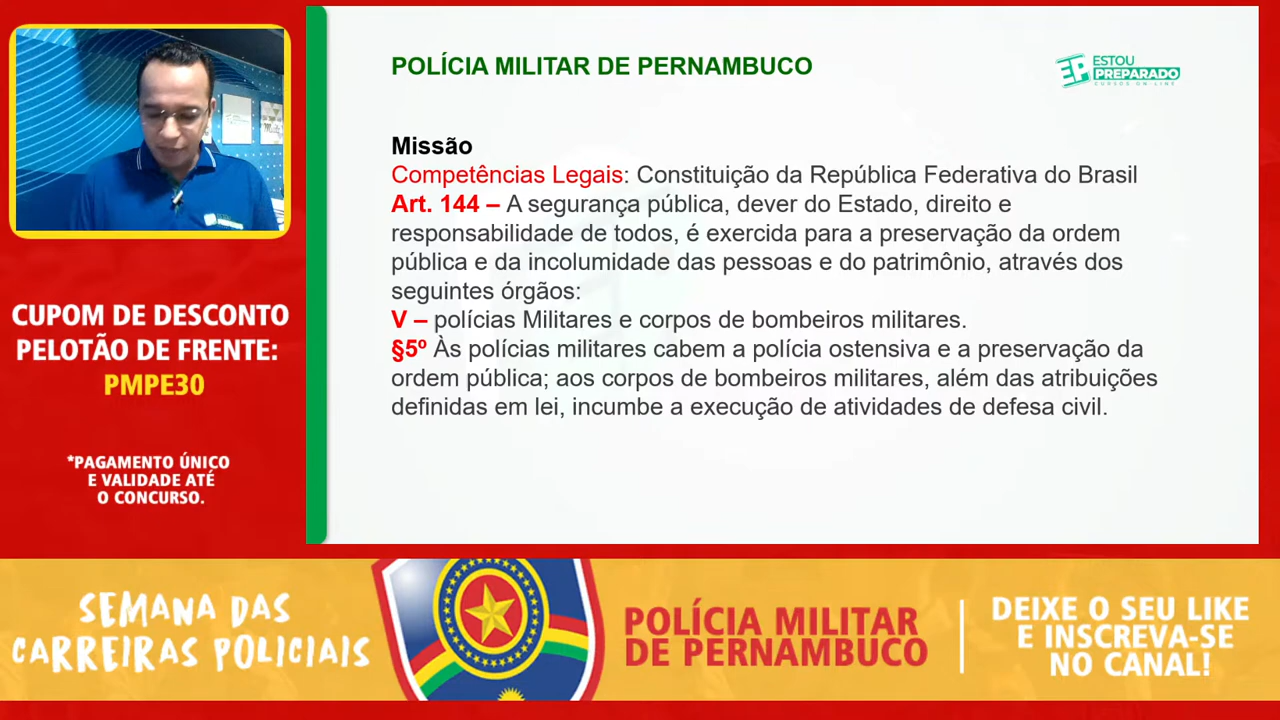 POLÍCIA MILITAR DE PERNAMBUCO
EP ESTOU
PREPARADO
CURSOS ON-LINE
Missão
Competências Legais: Constituição da República Federativa do Brasil
Art. 144 – A segurança pública, dever do Estado, direito e
responsabilidade de todos, é exercida para a preservação da ordem
pública e da incolumidade das pessoas e do patrimônio, através dos
seguintes órgãos:
V – polícias Militares e corpos de bombeiros militares.
§5º Às polícias militares cabem a polícia ostensiva e a preservação da
ordem pública; aos corpos de bombeiros militares, além das atribuições
definidas em lei, incumbe a execução de atividades de defesa civil.
CUPOM DE DESCONTO
PELOTÃO DE FRENTE:
PMPE30
*PAGAMENTO ÚNICO
E VALIDADE ATÉ
O CONCURSO.
SEMANA DAS
CARREIRAS POLICIAIS
POLÍCIA MILITAR
DE PERNAMBUCO
DEIXE O SEU LIKE
E INSCREVA-SE
NO CANAL!